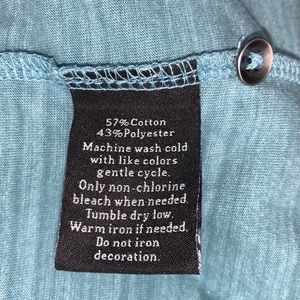 57%Cotton
43%Polyester
Machine wash cold
with like colors
gentle cycle.
Only non-chlorine
bleach when needed.
Tumble dry low.
Warm iron if needed.
Do not iron
decoration.